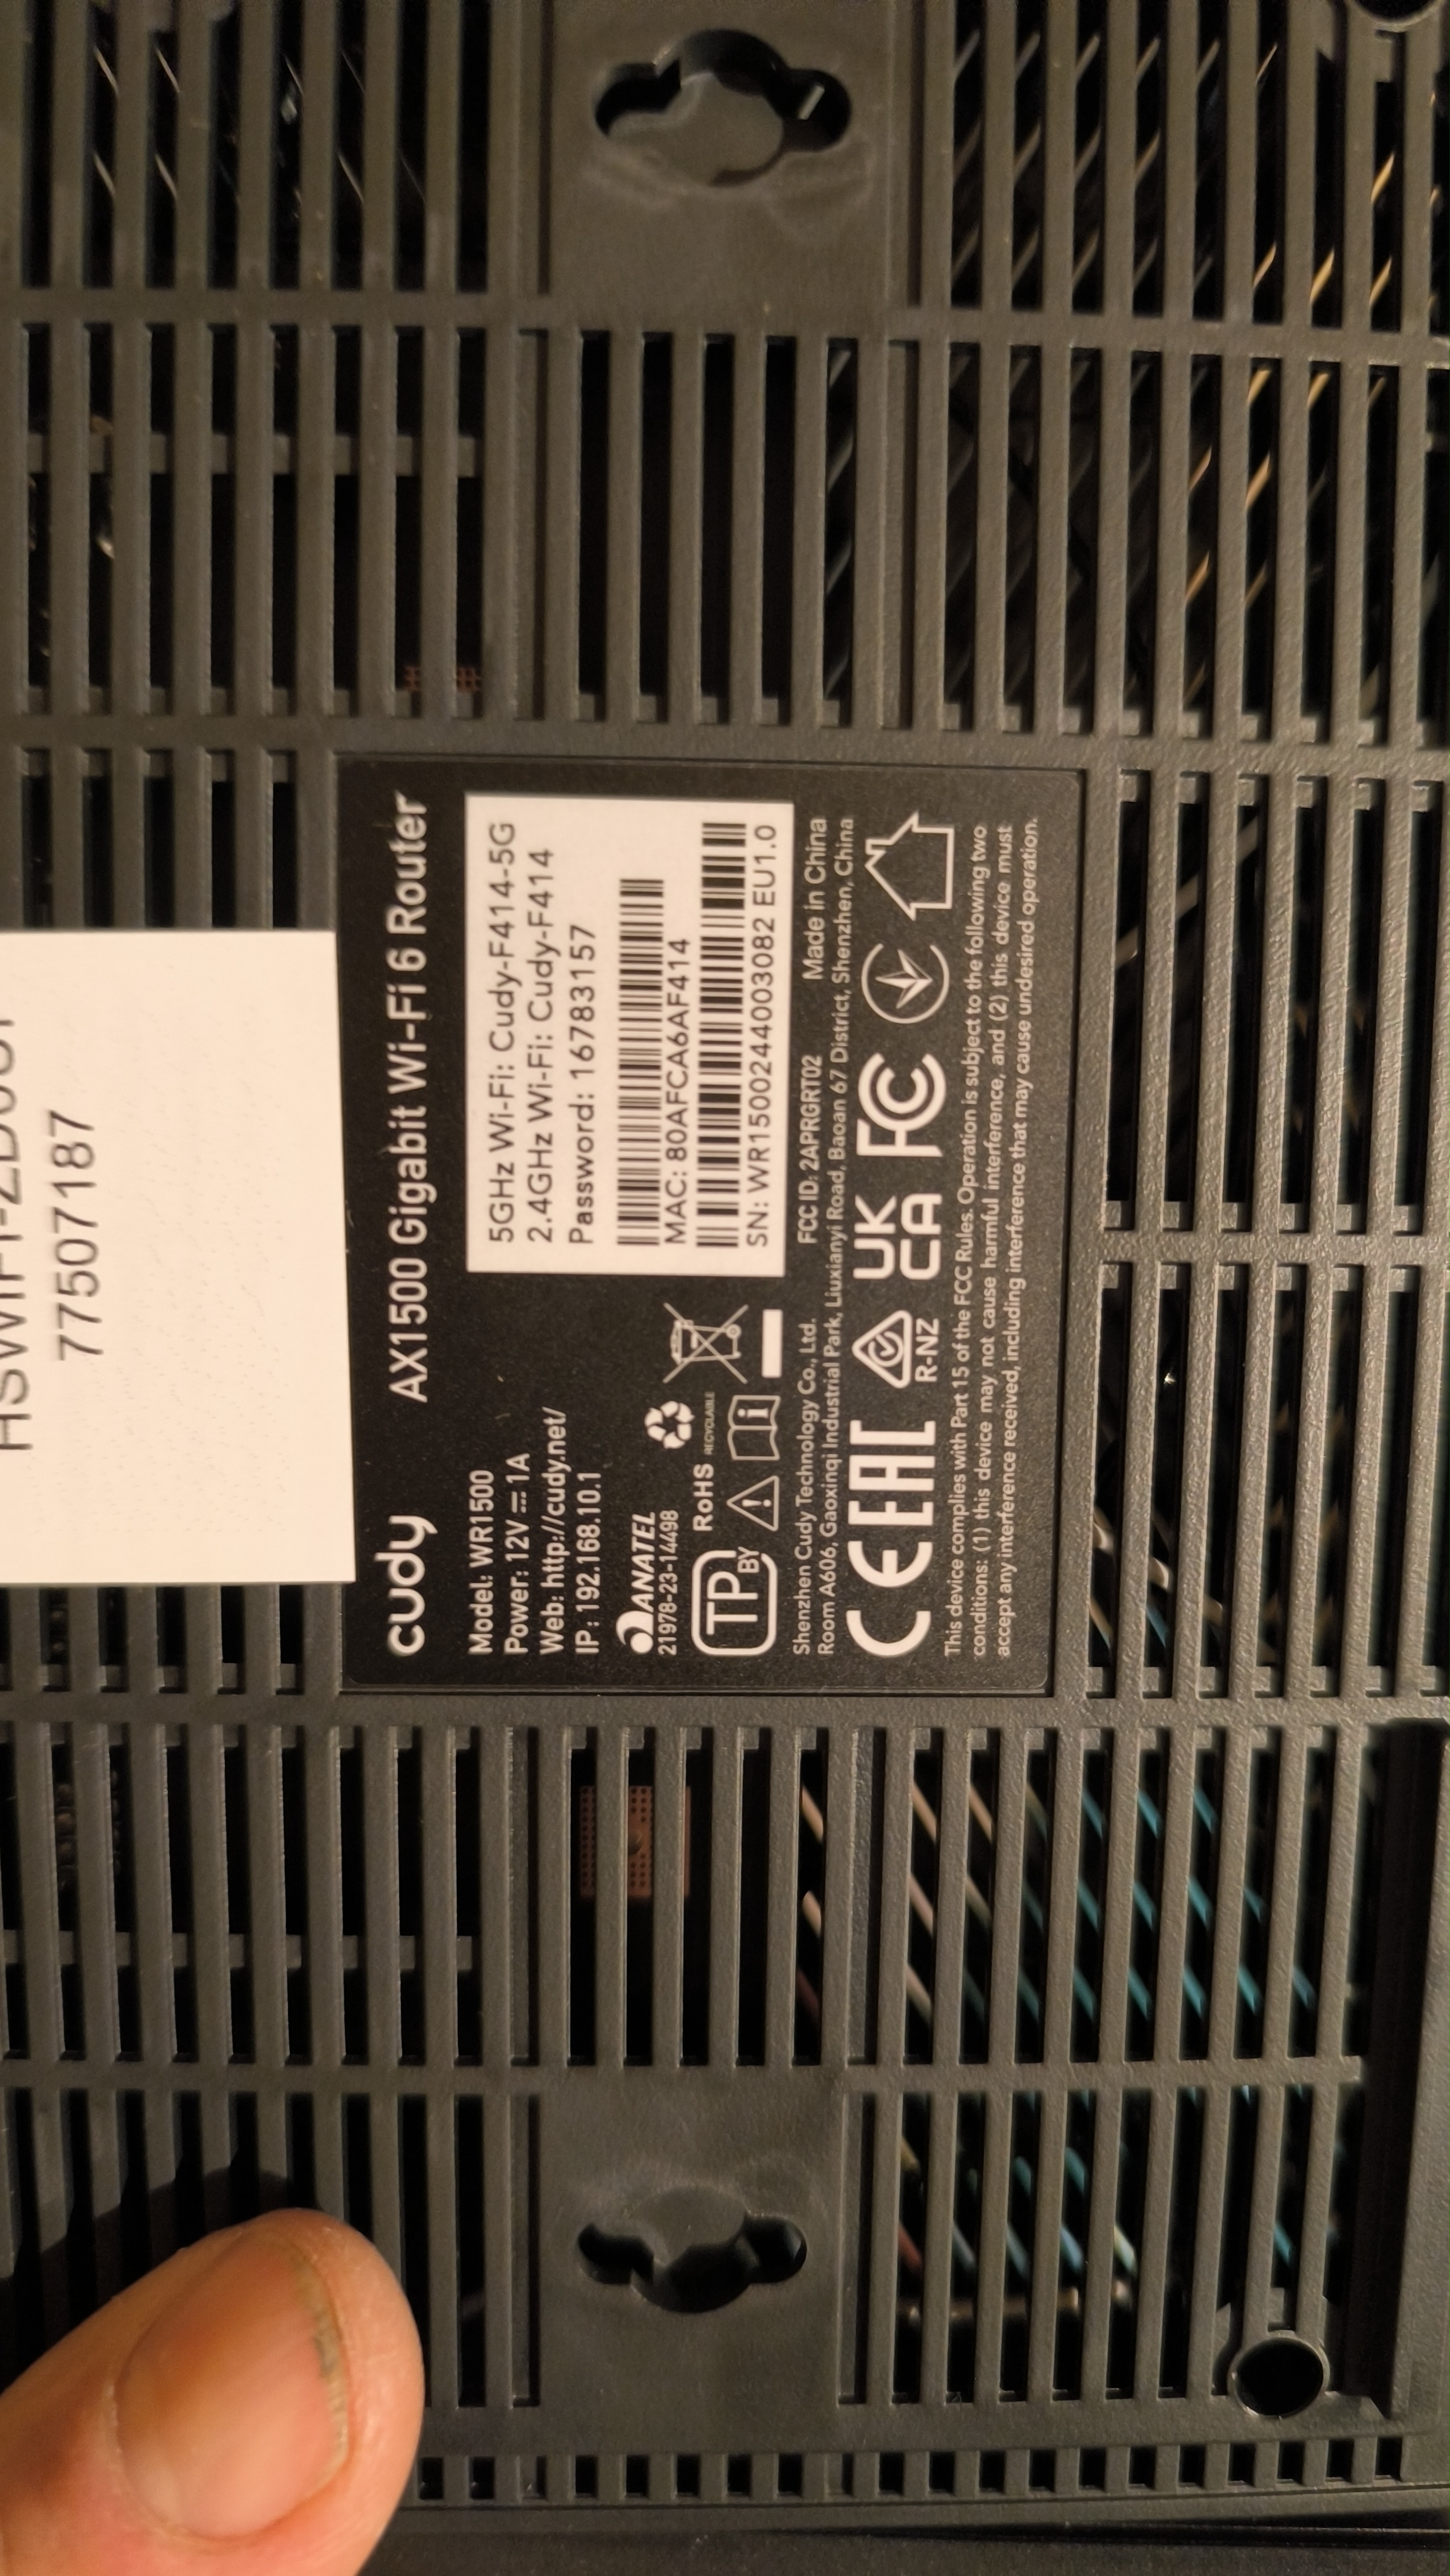 77507187
cudy AX1500 Gigabit Wi-Fi 6 Router
Model: WR1500
Power: 12V ⎓ 1A
Web: http://cudy.net/
IP: 192.168.10.1
5GHz Wi-Fi: Cudy-F414-5G
2.4GHz Wi-Fi: Cudy-F414
Password: 16783157
MAC: 80AFCA6AF414
SN: WR15002440003082 EU1.0
ANATEL
21978-23-14498
RoHS
RECYCLABLE
TP
BY
Shenzhen Cudy Technology Co., Ltd. FCC ID: 2APRGRT02 Made in China
Room A606, Gaoxinqi Industrial Park, Liuxianyi Road, Baoan 67 District, Shenzhen, China
CE EAC R-NZ UK CA FC
This device complies with Part 15 of the FCC Rules. Operation is subject to the following two
conditions: (1) this device may not cause harmful interference, and (2) this device must
accept any interference received, including interference that may cause undesired operation.